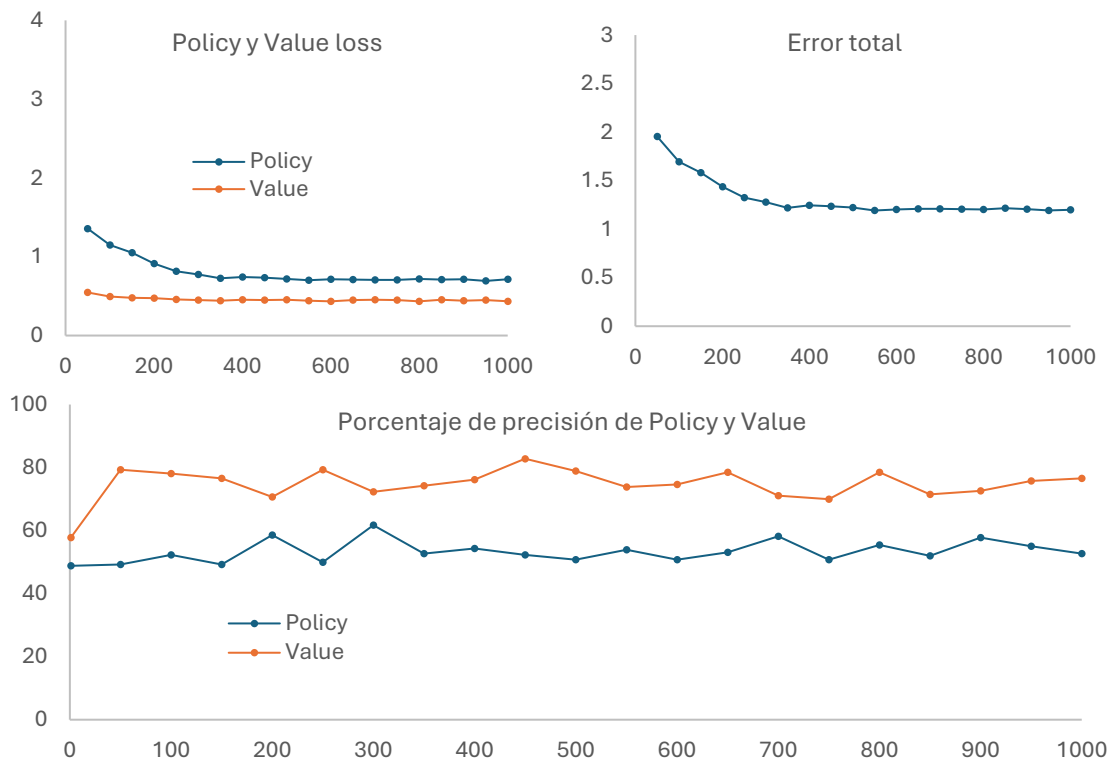 Policy y Value loss
4
3
2
1
0
Policy
Value
0 200 400 600 800 1000
Error total
3
2.5
2
1.5
1
0.5
0
0 200 400 600 800 1000
Porcentaje de precisión de Policy y Value
100
80
60
40
20
0
Policy
Value
0 100 200 300 400 500 600 700 800 900 1000